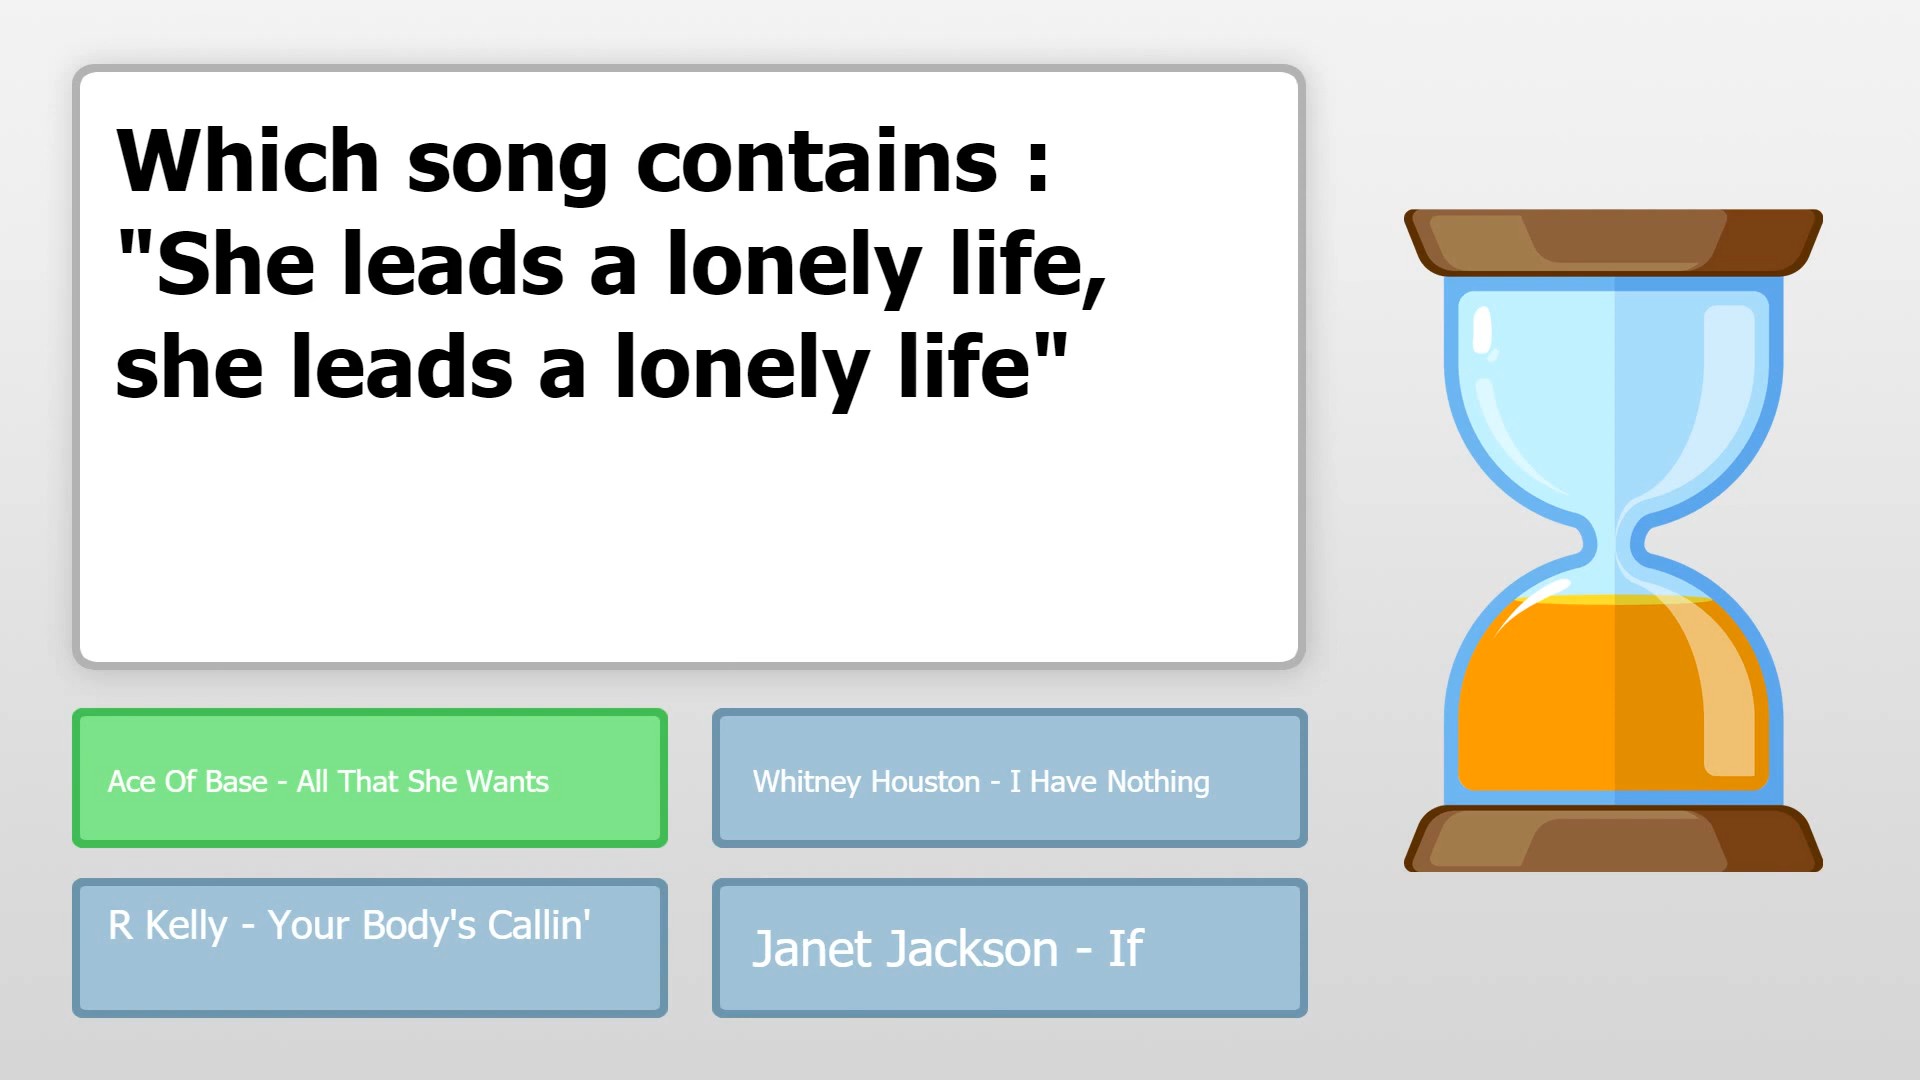 Which song contains :
"She leads a lonely life,
she leads a lonely life"
Ace Of Base - All That She Wants
Whitney Houston - I Have Nothing
R Kelly - Your Body's Callin'
Janet Jackson - If